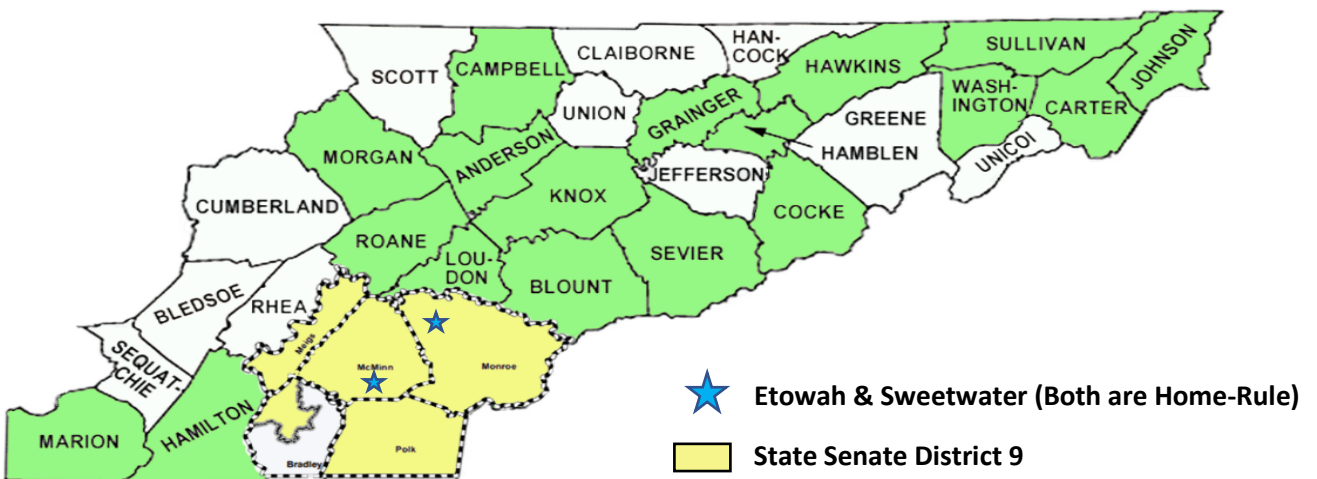 HAN-
COCK
CLAIBORNE
SULLIVAN
JOHNSON
SCOTT
CAMPBELL
HAWKINS
WASH-
INGTON
CARTER
UNION
GRAINGER
GREENE
MORGAN
ANDERSON
HAMBLEN
UNICOI
JEFFERSON
CUMBERLAND
KNOX
COCKE
ROANE
LOU-
DON
SEVIER
BLOUNT
BLEDSOE
RHEA
Meigs
McMinn
Monroe
SEQUAT-
CHIE
Etowah & Sweetwater (Both are Home-Rule)
HAMILTON
MARION
Polk
Bradley
State Senate District 9